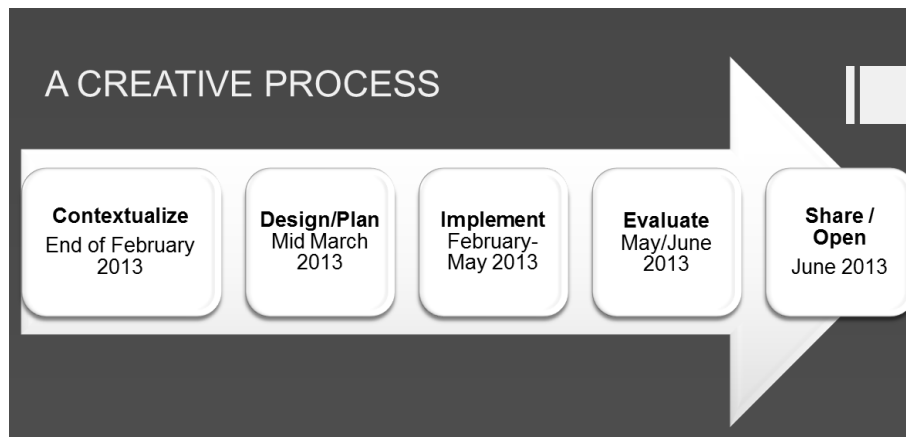 A CREATIVE PROCESS
Contextualize
End of February
2013
Design/Plan
Mid March
2013
Implement
February-
May 2013
Evaluate
May/June
2013
Share /
Open
June 2013